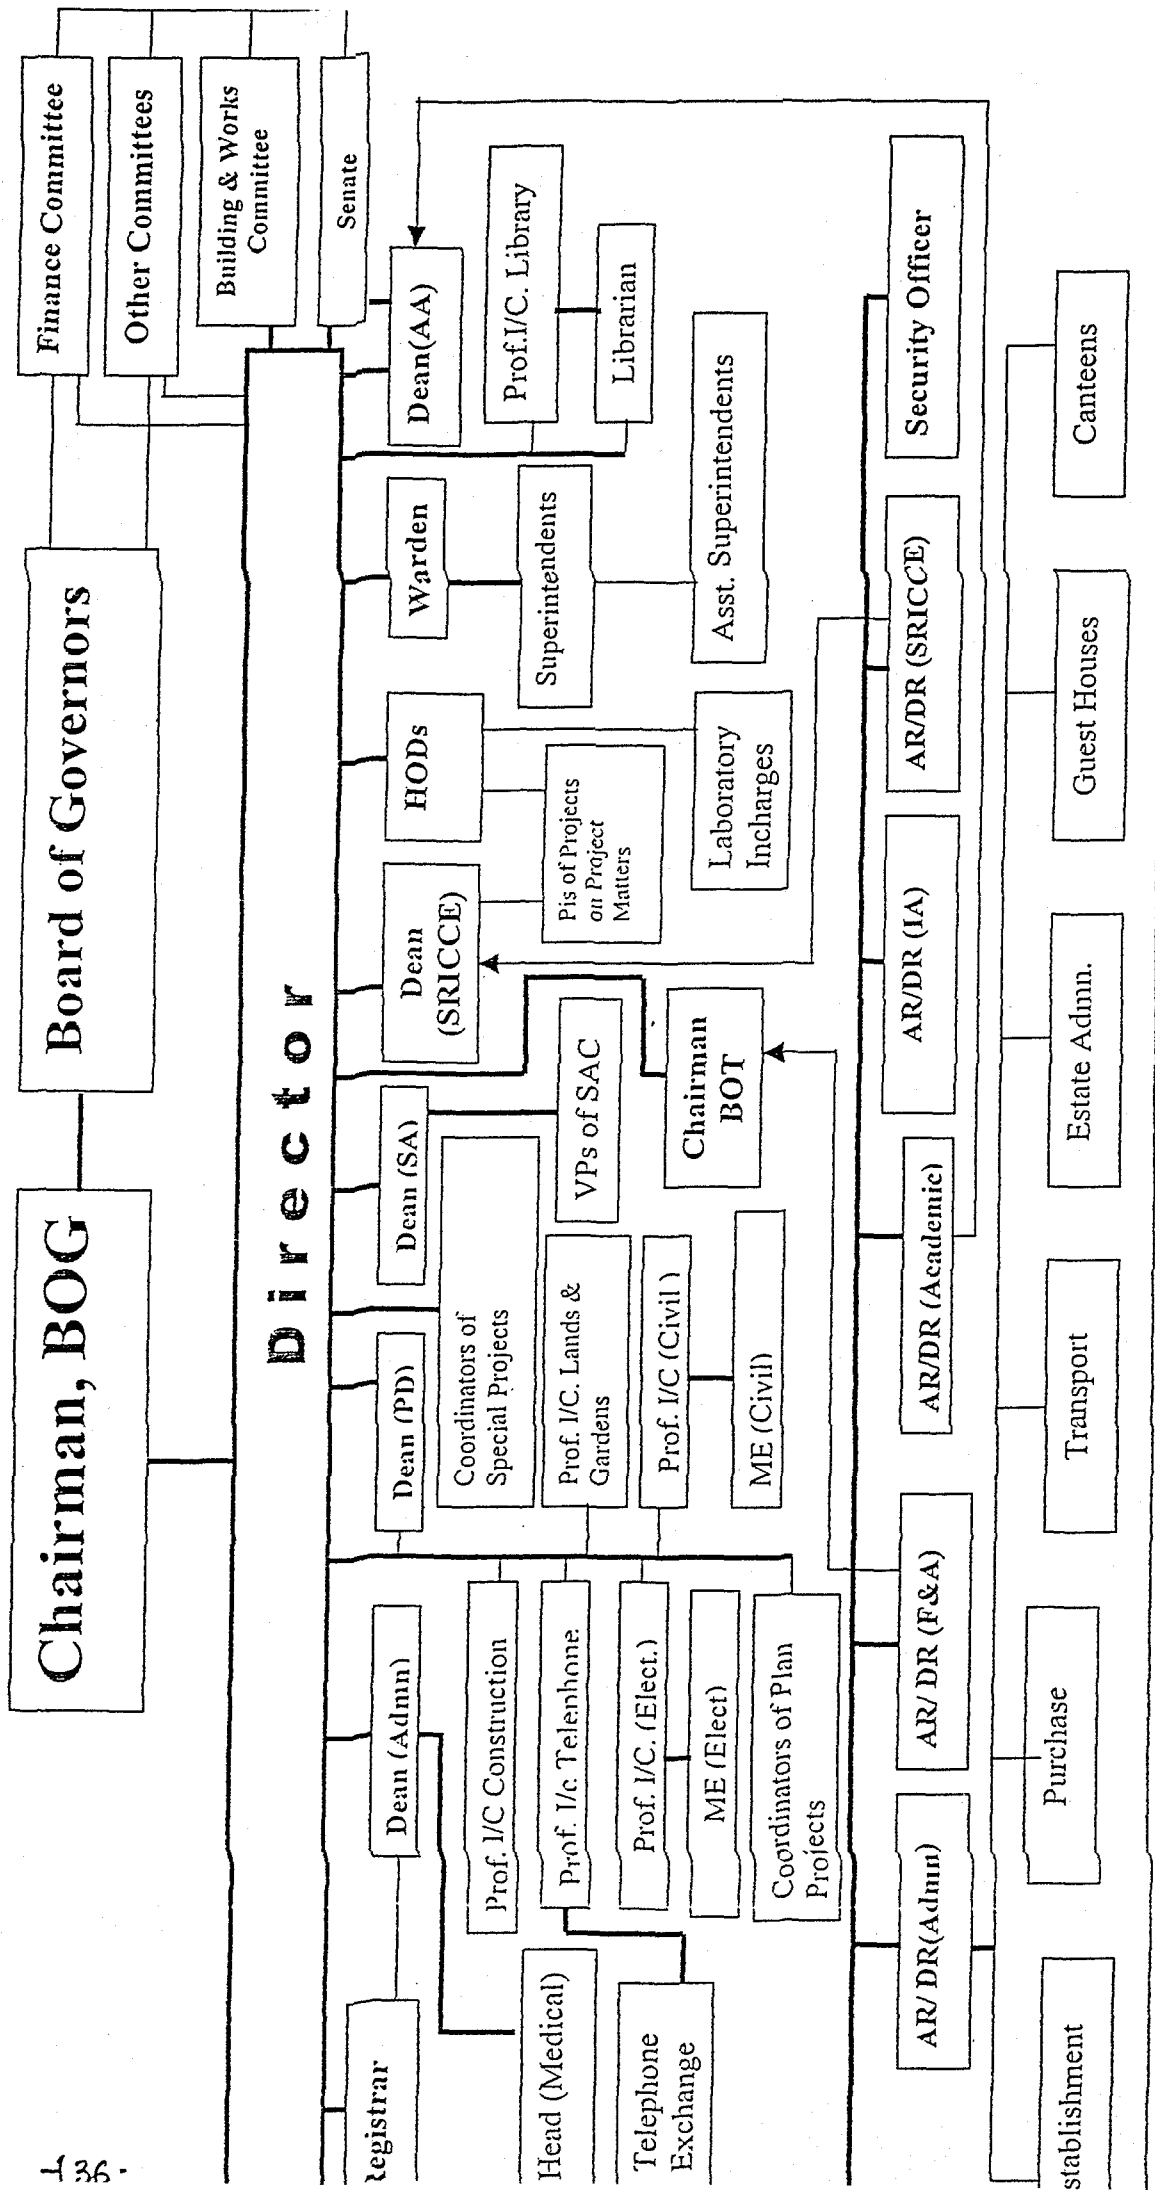 Chairman, BOG
Board of Governors
Finance Committee
Other Committees
Building & Works
Committee
Senate
Director
Registrar
Dean (Admn)
Dean (PD)
Dean (SA)
Dean
(SRICCE)
HODs
Warden
Dean(AA)
Head (Medical)
Telephone
Exchange
Prof. I/C Construction
Prof. I/c Telephone
Prof. I/C. (Elect.)
ME (Elect)
Coordinators of Plan
Projects
Coordinators of
Special Projects
Prof. I/C. Lands &
Gardens
Prof. I/C (Civil)
ME (Civil)
VPs of SAC
Chairman
BOT
Pis of Projects
on Project
Matters
Laboratory
Incharges
Superintendents
Asst. Superintendents
Prof.I/C. Library
Librarian
AR/ DR(Admn)
AR/ DR (F&A)
AR/DR (Academic)
AR/DR (IA)
AR/DR (SRICCE)
Security Officer
stablishment
Purchase
Transport
Estate Admn.
Guest Houses
Canteens
-136-